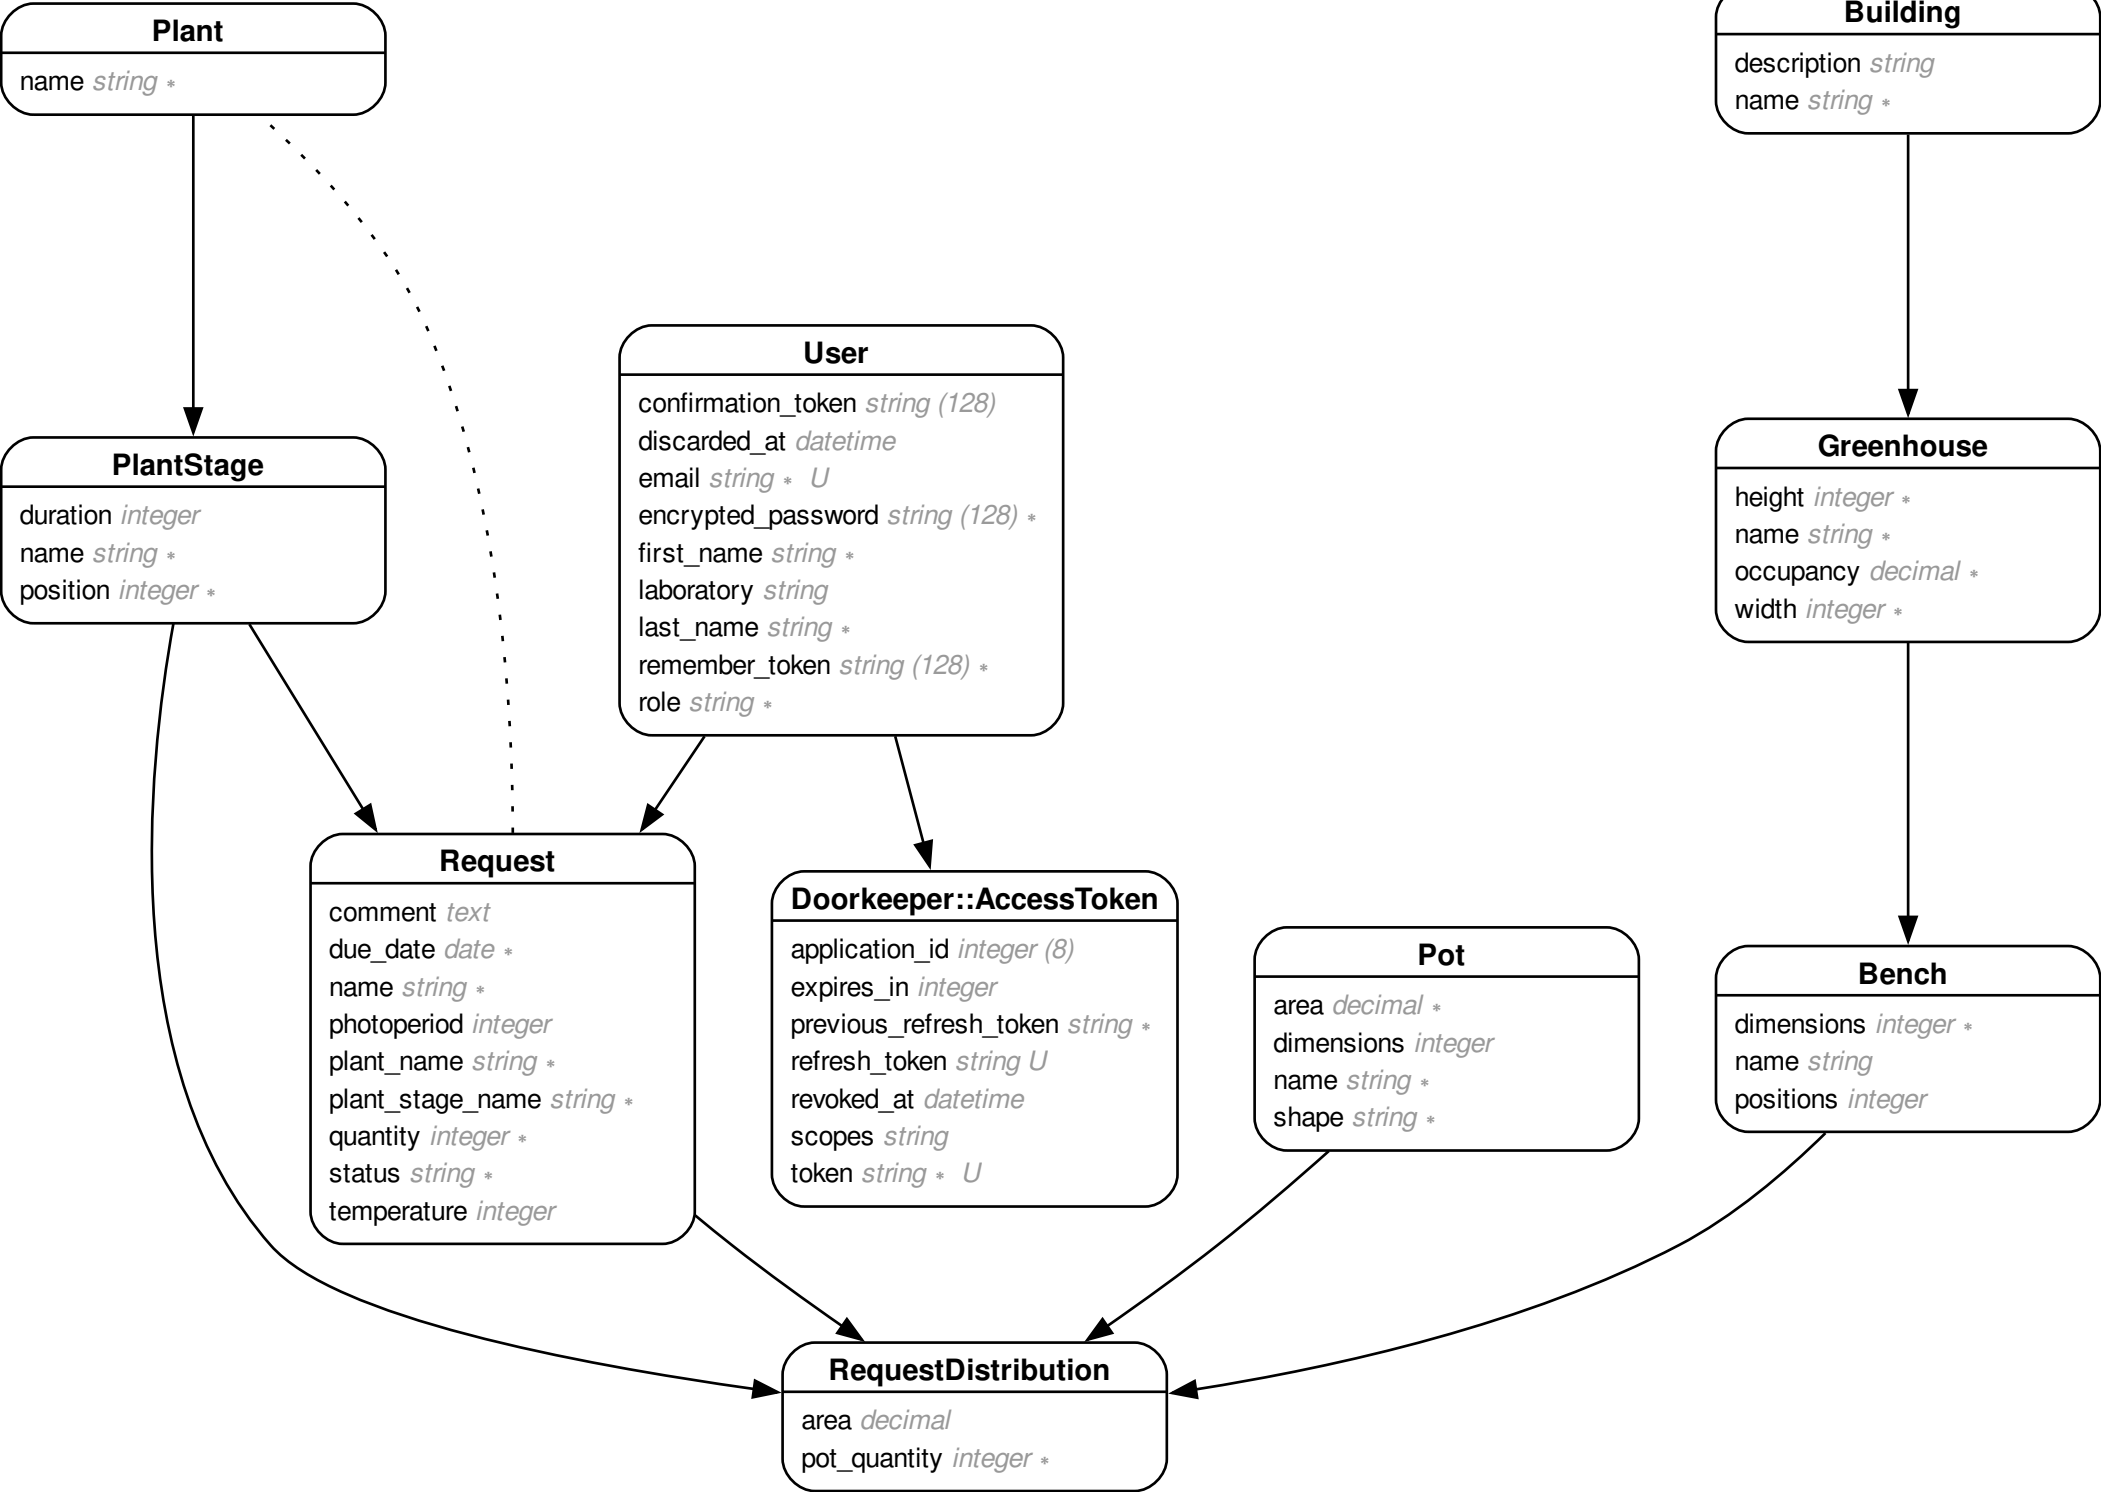 Plant
name string *
Building
description string
name string *
User
confirmation_token string (128)
discarded_at datetime
email string * U
encrypted_password string (128) *
first_name string *
laboratory string
last_name string *
remember_token string (128) *
role string *
PlantStage
duration integer
name string *
position integer *
Greenhouse
height integer *
name string *
occupancy decimal *
width integer *
Request
comment text
due_date date *
name string *
photoperiod integer
plant_name string *
plant_stage_name string *
quantity integer *
status string *
temperature integer
Doorkeeper::AccessToken
application_id integer (8)
expires_in integer
previous_refresh_token string *
refresh_token string U
revoked_at datetime
scopes string
token string * U
Pot
area decimal *
dimensions integer
name string *
shape string *
Bench
dimensions integer *
name string
positions integer
RequestDistribution
area decimal
pot_quantity integer *